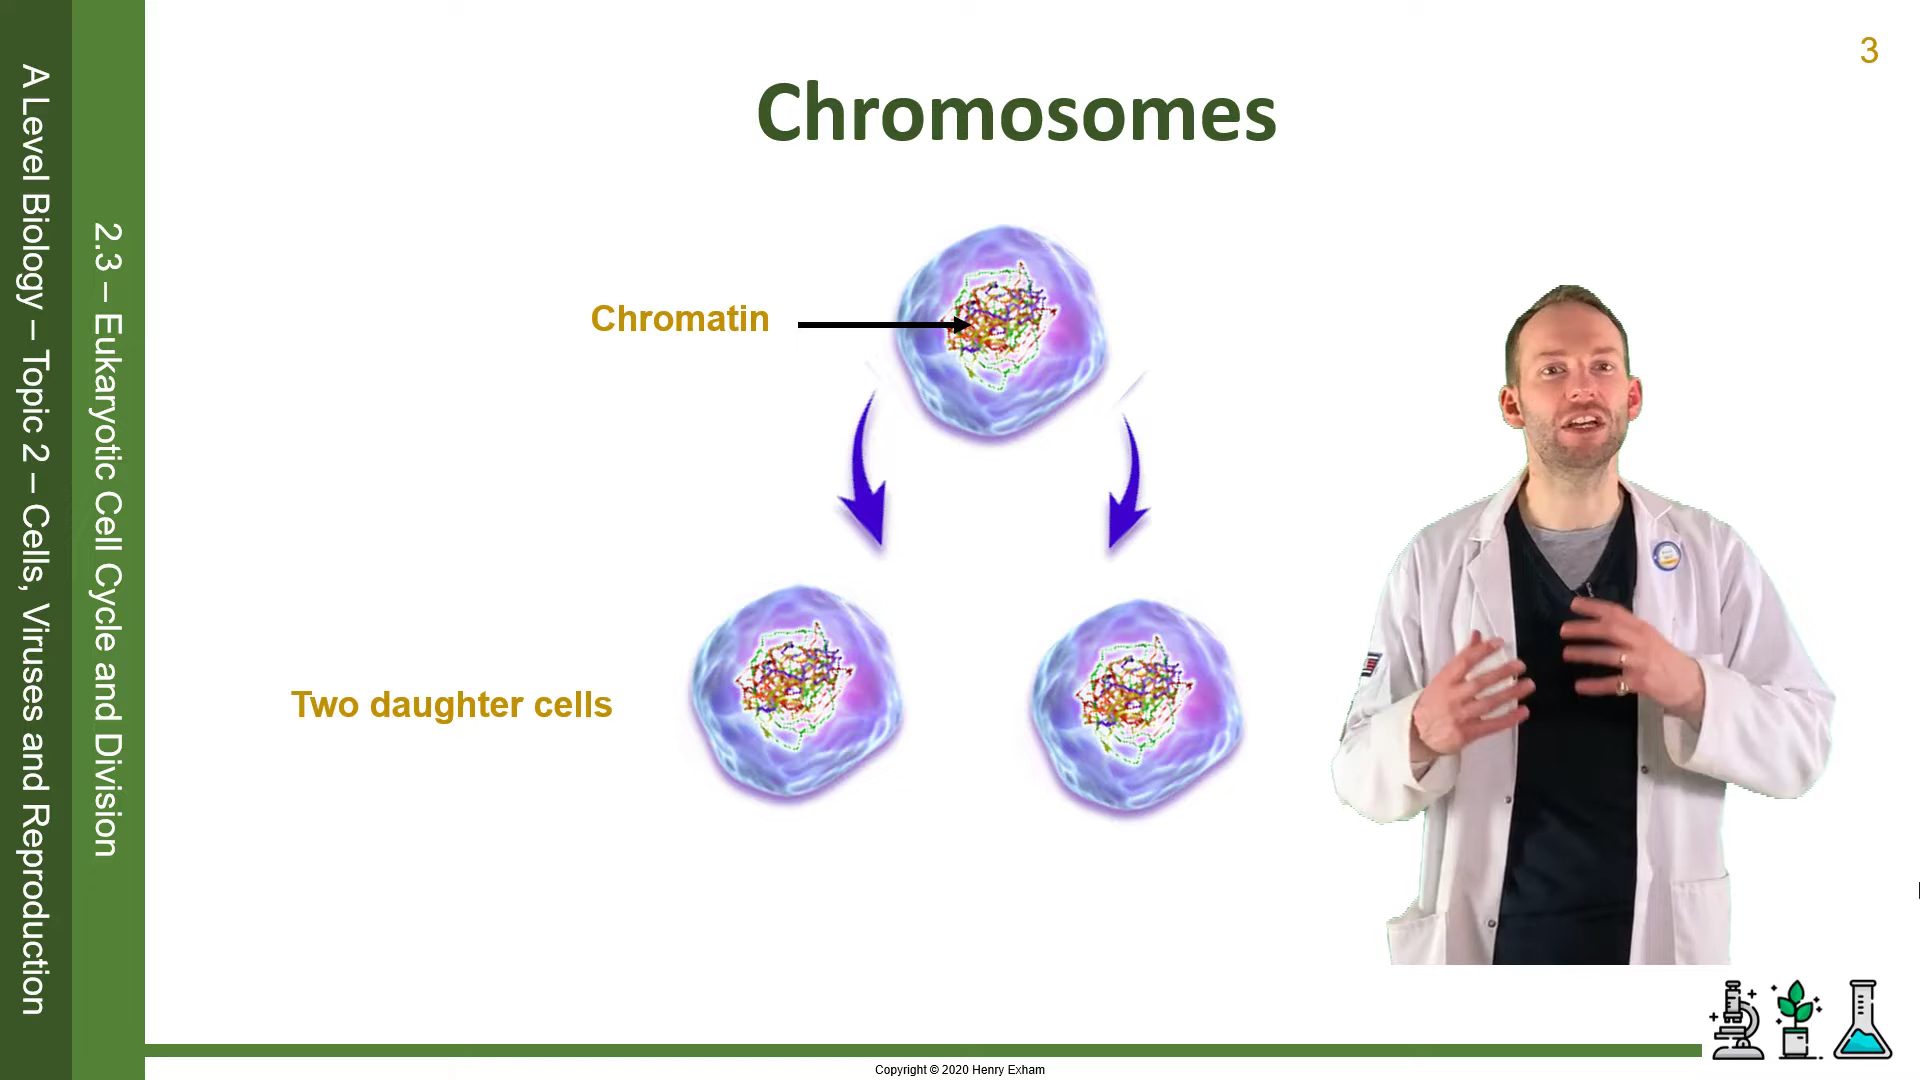 3
A Level Biology – Topic 2 – Cells, Viruses and Reproduction
2.3 – Eukaryotic Cell Cycle and Division
Chromosomes
Chromatin
Two daughter cells
Copyright © 2020 Henry Exham